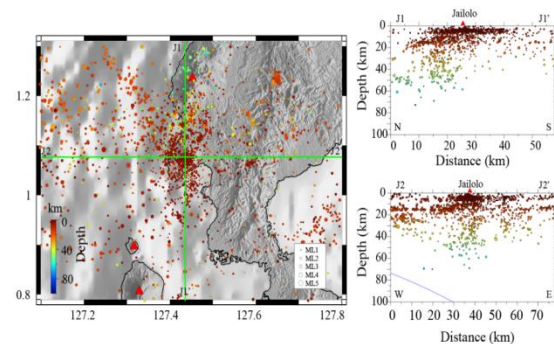 J1
1.2
1
0.8
J2
2'
km
0
40
80
Depth
ML1
ML2
ML3
ML4
ML5
J1'
127.2
127.4
127.6
127.8
J1
Jailolo
J1'
Depth (km)
0
20
40
60
80
100
N
S
0
10
20
30
40
50
Distance (km)
J2
Jailolo
J2'
Depth (km)
0
25
40
60
80
100
W
E
0
10
20
30
40
50
60
70
Distance (km)